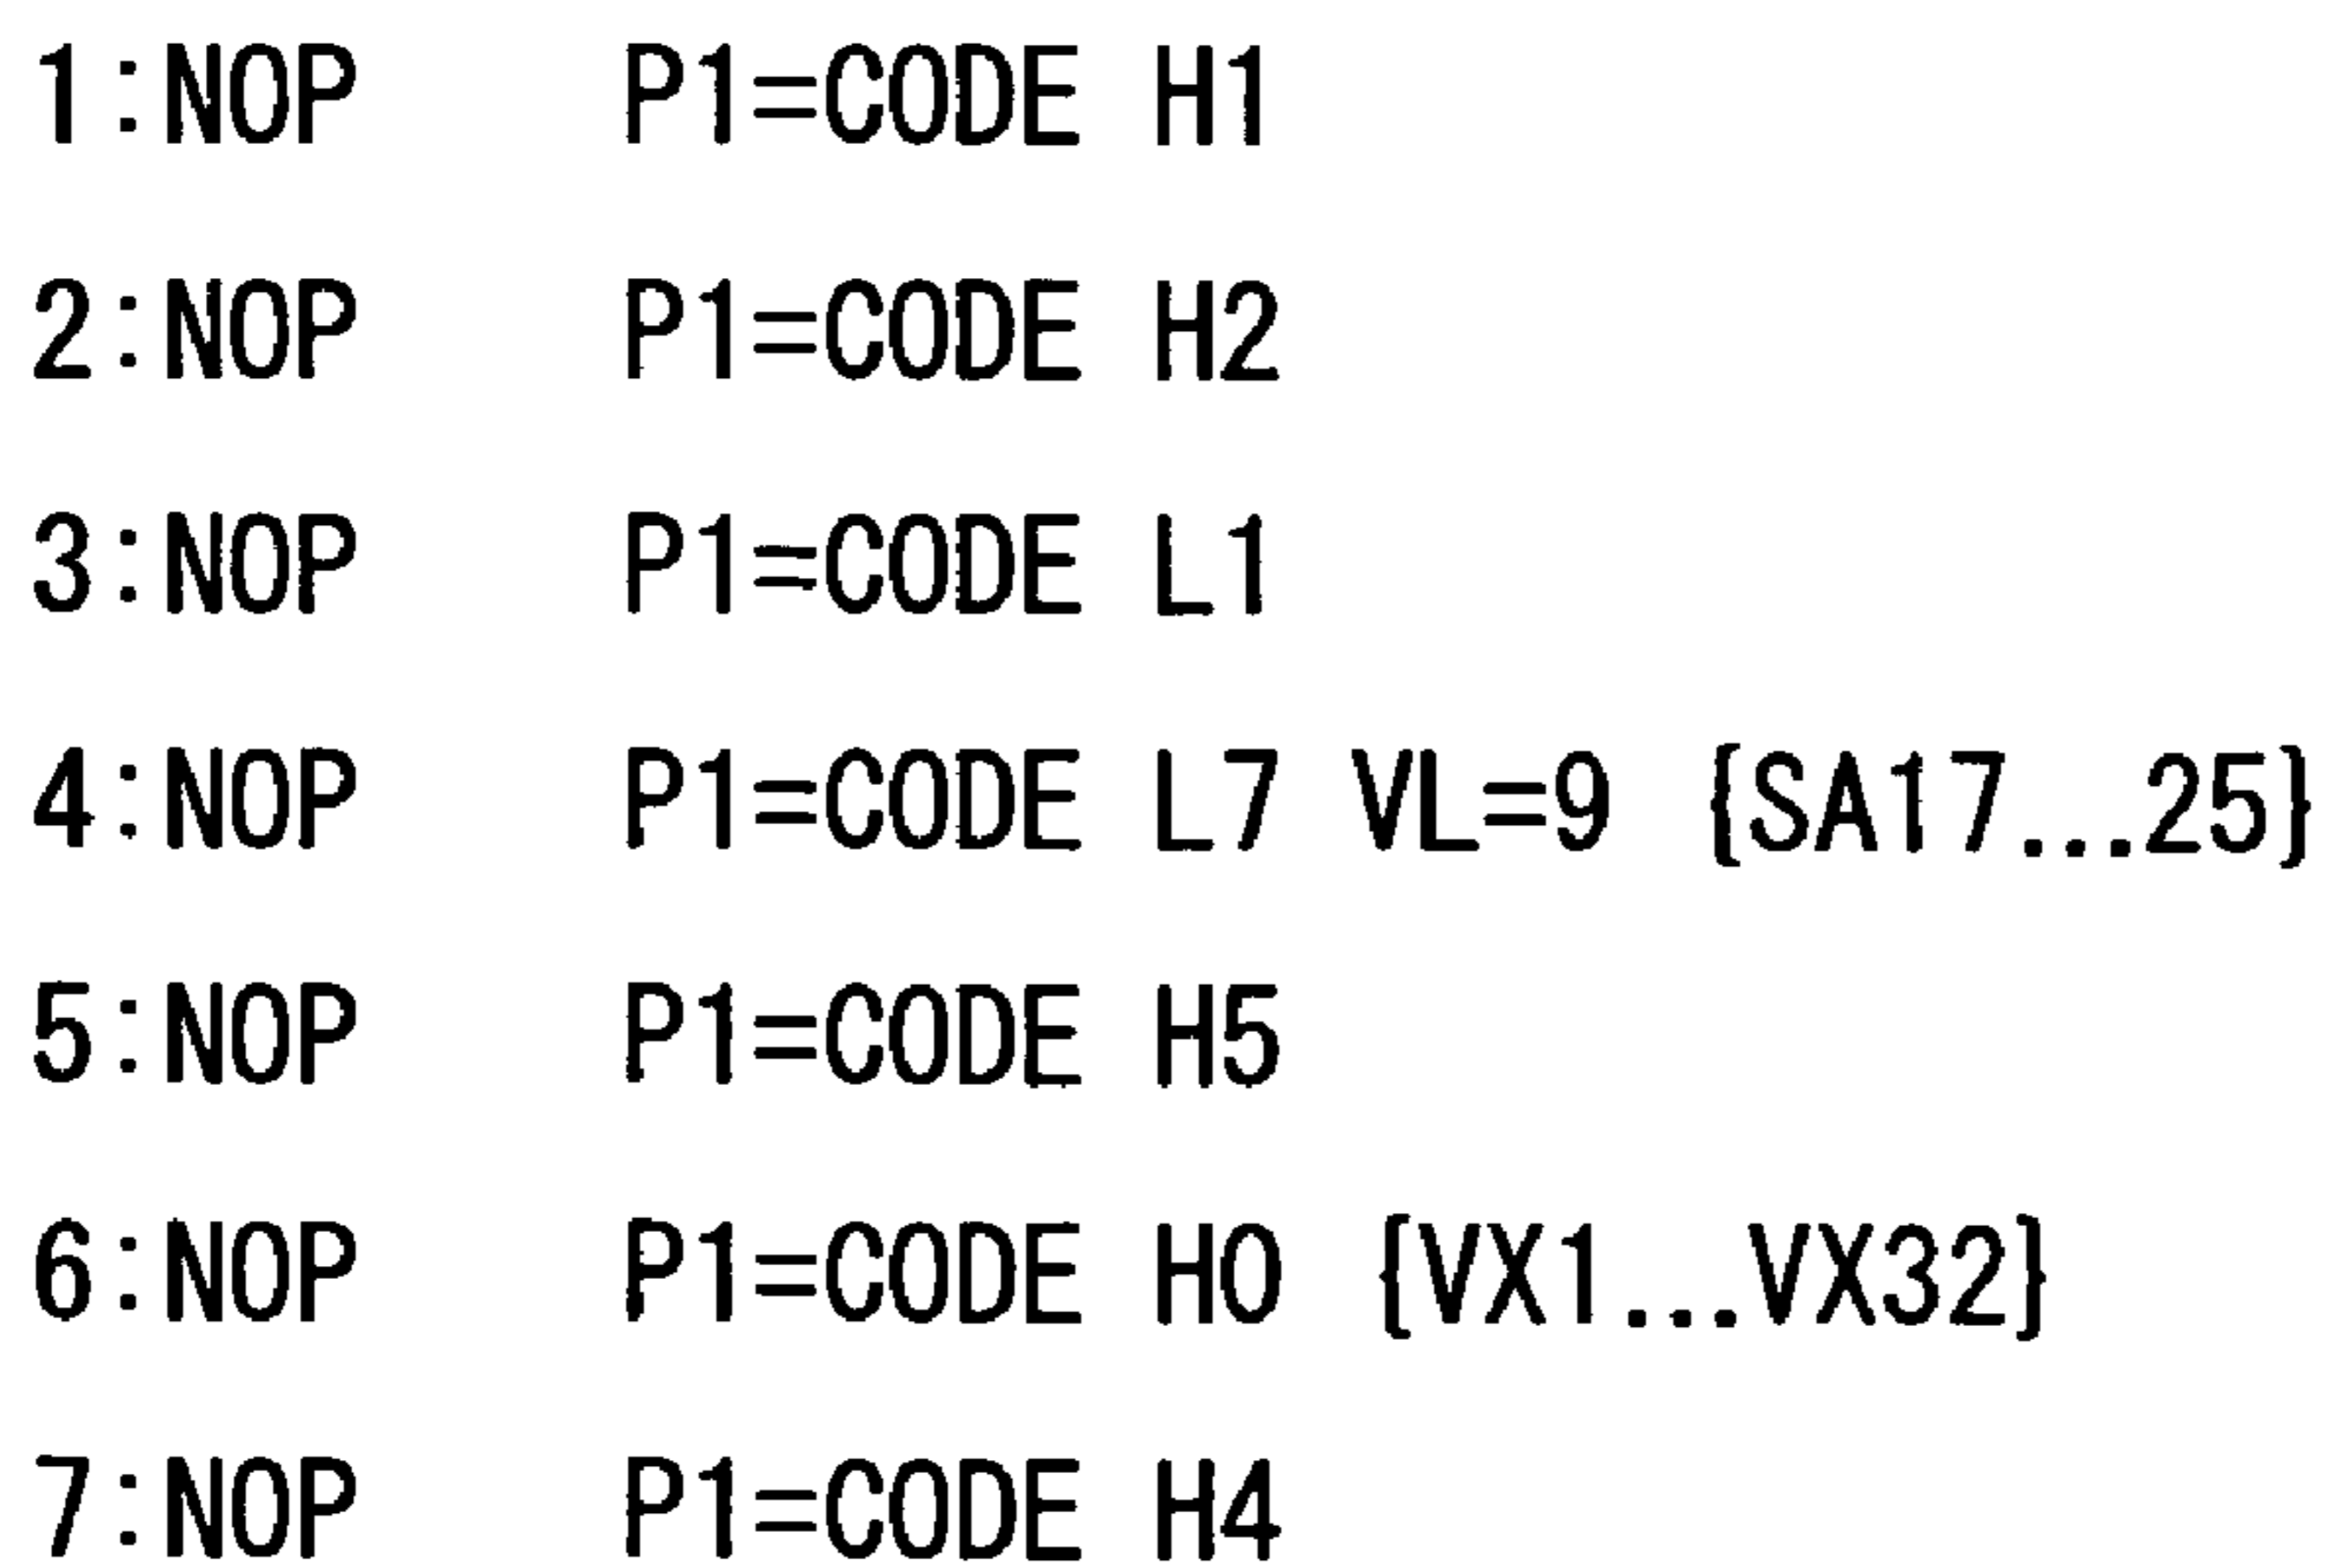 1:NOP P1=CODE H1
2:NOP P1=CODE H2
3:NOP P1=CODE L1
4:NOP P1=CODE L7 VL=9 {SA17...25}
5:NOP P1=CODE H5
6:NOP P1=CODE H0 {VX1...VX32}
7:NOP P1=CODE H4